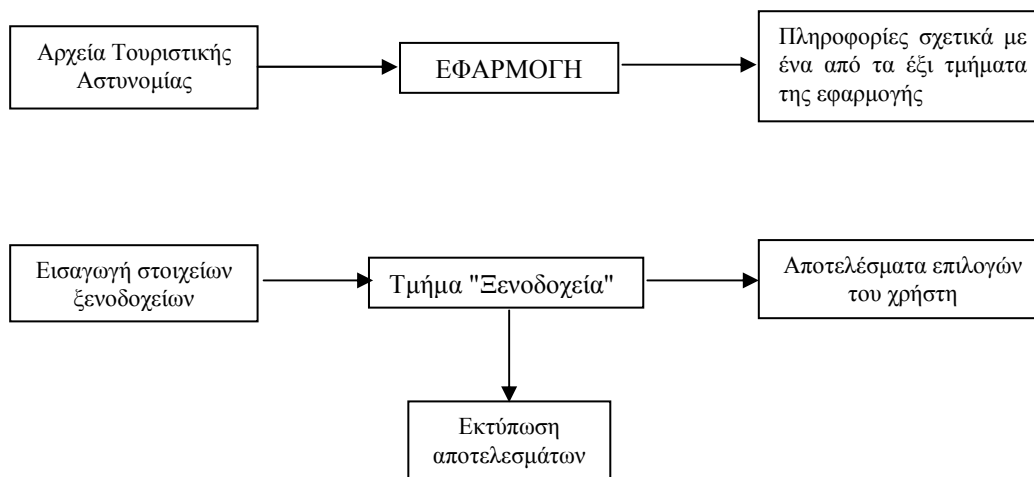 Αρχεία Τουριστικής
Αστυνομίας
ΕΦΑΡΜΟΓΗ
Πληροφορίες σχετικά με
ένα από τα έξι τμήματα
της εφαρμογής
Εισαγωγή στοιχείων
ξενοδοχείων
Τμήμα "Ξενοδοχεία"
Αποτελέσματα επιλογών
του χρήστη
Εκτύπωση
αποτελεσμάτων